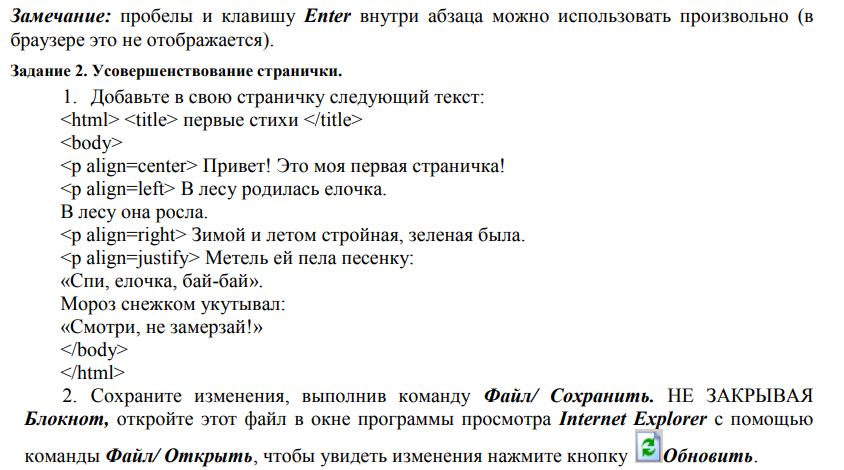 Замечание: пробелы и клавишу Enter внутри абзаца можно использовать произвольно (в
браузере это не отображается).
Задание 2. Усовершенствование странички.
1. Добавьте в свою страничку следующий текст:
<html> <title> первые стихи </title>
<body>
<p align=center> Привет! Это моя первая страничка!
<p align=left> В лесу родилась елочка.
В лесу она росла.
<p align=right> Зимой и летом стройная, зеленая была.
<p align=justify> Метель ей пела песенку:
«Спи, елочка, бай-бай».
Мороз снежком укутывал:
«Смотри, не замерзай!»
</body>
</html>
2. Сохраните изменения, выполнив команду Файл/ Сохранить. НЕ ЗАКРЫВАЯ
Блокнот, откройте этот файл в окне программы просмотра Internet Explorer с помощью
команды Файл/ Открыть, чтобы увидеть изменения нажмите кнопку Обновить.